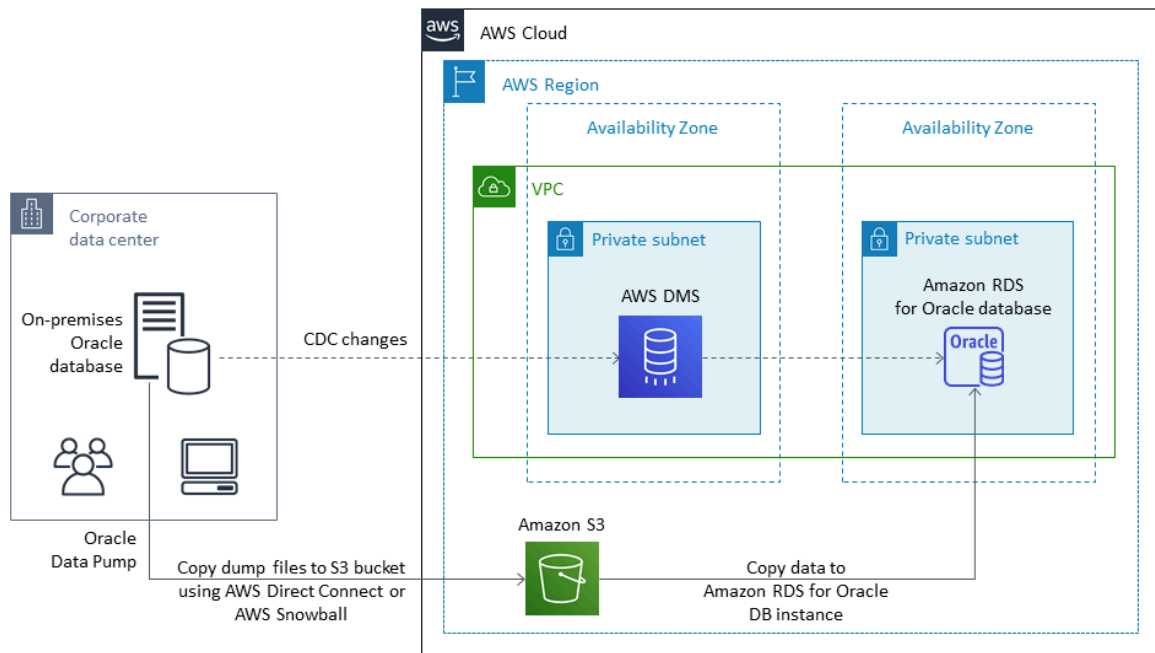 aws
AWS Cloud
AWS Region
Availability Zone
Availability Zone
VPC
Corporate
data center
Private subnet
Private subnet
On-premises
Oracle
database
CDC changes
AWS DMS
Amazon RDS
for Oracle database
Oracle
Oracle
Data Pump
Copy dump files to S3 bucket
using AWS Direct Connect or
AWS Snowball
Amazon S3
Copy data to
Amazon RDS for Oracle
DB instance